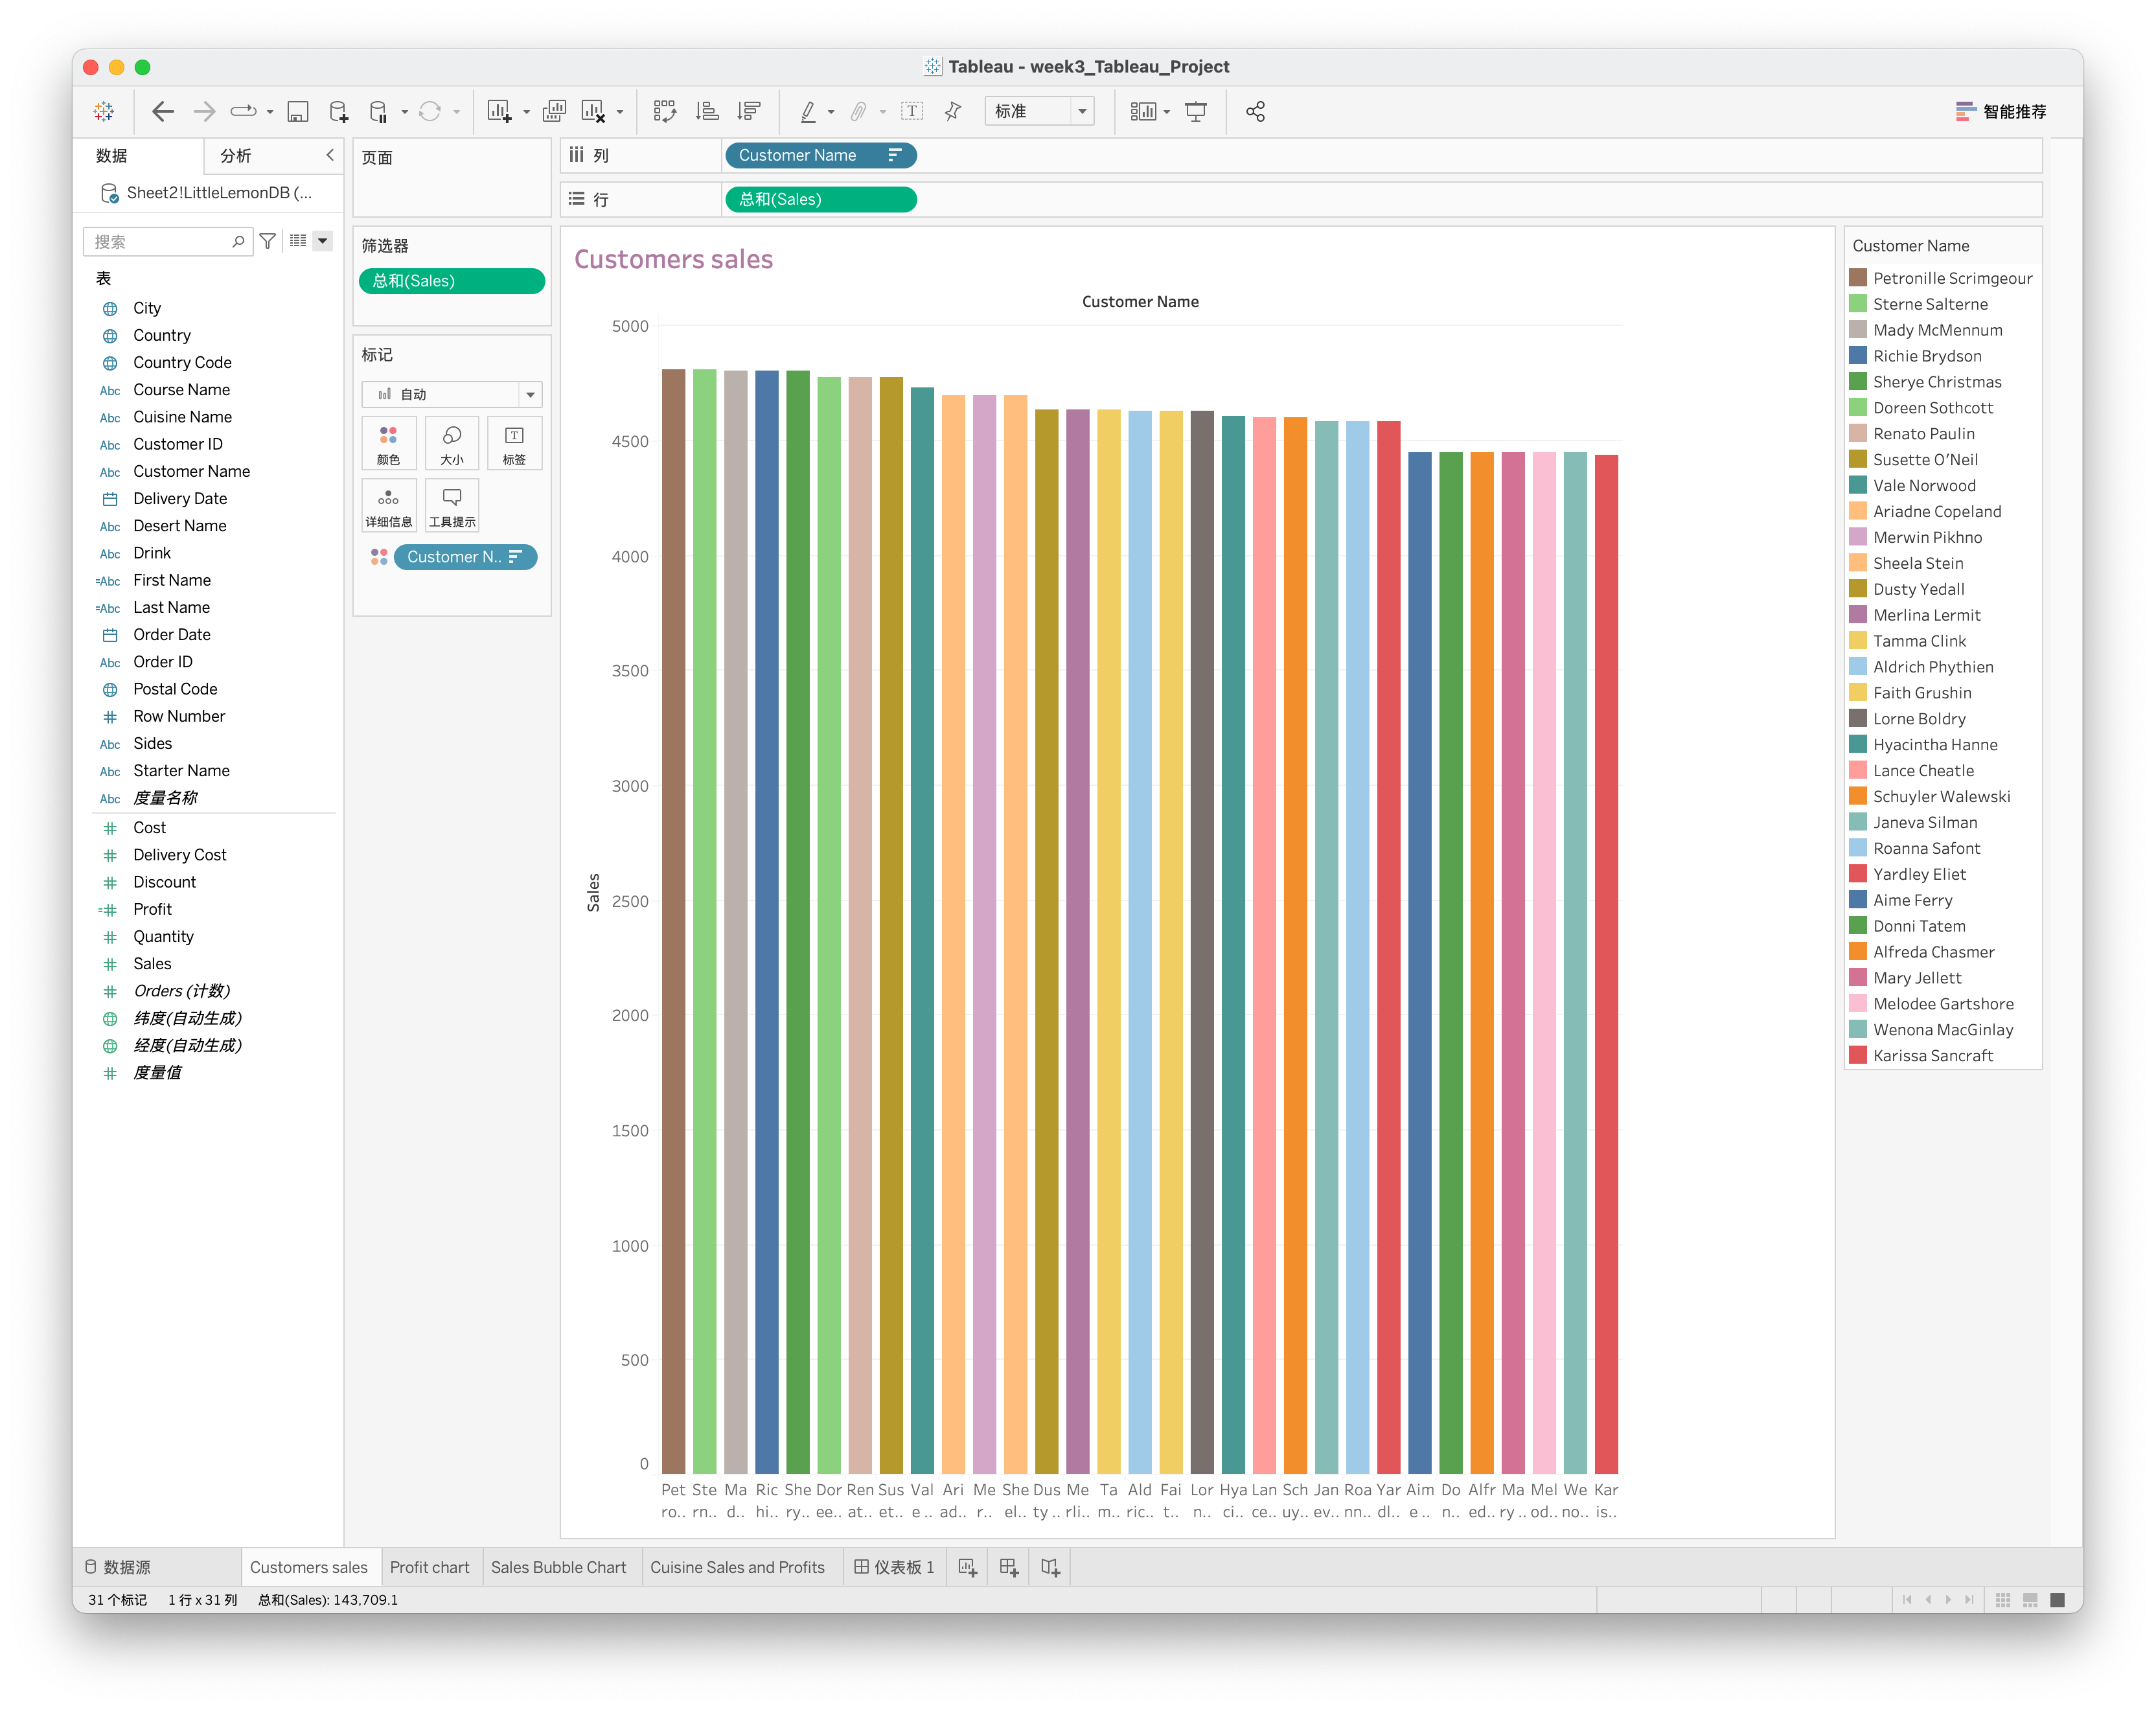 Tableau - week3_Tableau_Project
标准
智能推荐
数据
分析
Sheet2!LittleLemonDB (...
搜索
表
City
Country
Country Code
Abc Course Name
Abc Cuisine Name
Abc Customer ID
Abc Customer Name
Delivery Date
Abc Desert Name
Abc Drink
=Abc First Name
=Abc Last Name
Order Date
Abc Order ID
Postal Code
# Row Number
Abc Sides
Abc Starter Name
Abc 度量名称
# Cost
# Delivery Cost
# Discount
=# Profit
# Quantity
# Sales
# Orders (计数)
纬度(自动生成)
经度(自动生成)
# 度量值
页面
筛选器
总和(Sales)
标记
自动
颜色
大小
标签
详细信息
工具提示
Customer N..
列
Customer Name
行
总和(Sales)
Customers sales
Customer Name
5000
4500
4000
3500
3000
2500
2000
1500
1000
500
0
Sales
Pet Ste Ma Ric She Dor Ren Sus Val Ari Me She Dus Me Ta Ald Fai Lor Hya Lan Sch Jan Roa Yar Aim Do Alfr Ma Mel We Kar
ro.. rn.. d.. hi.. ry.. ee.. at.. et.. e .. ad.. r.. el.. ty .. rli.. m.. ric.. t.. n.. ci.. ce.. uy.. ev.. nn.. dl.. e .. n.. ed.. ry .. od.. no.. is..
Customer Name
Petronille Scrimgeour
Sterne Salterne
Mady McMennum
Richie Brydson
Sherye Christmas
Doreen Sothcott
Renato Paulin
Susette O'Neil
Vale Norwood
Ariadne Copeland
Merwin Pikhno
Sheela Stein
Dusty Yedall
Merlina Lermit
Tamma Clink
Aldrich Phythien
Faith Grushin
Lorne Boldry
Hyacintha Hanne
Lance Cheatle
Schuyler Walewski
Janeva Silman
Roanna Safont
Yardley Eliet
Aime Ferry
Donni Tatem
Alfreda Chasmer
Mary Jellett
Melodee Gartshore
Wenona MacGinlay
Karissa Sancraft
数据源
Customers sales
Profit chart
Sales Bubble Chart
Cuisine Sales and Profits
仪表板 1
31 个标记 1 行 x 31 列 总和(Sales): 143,709.1